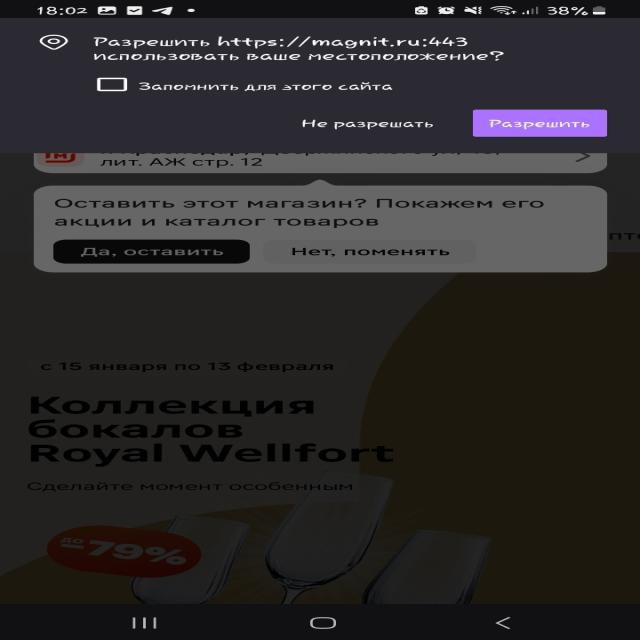 18:02 38%
Разрешить https://magnit.ru:443
использовать ваше местоположение?
Запомнить для этого сайта
Не разрешать Разрешить
лит. АЖ стр. 12
Оставить этот магазин? Покажем его
акции и каталог товаров
Да, оставить Нет, поменять
с 15 января по 13 февраля
Коллекция
бокалов
Royal Wellfort
Сделайте момент особенным
до
-79%